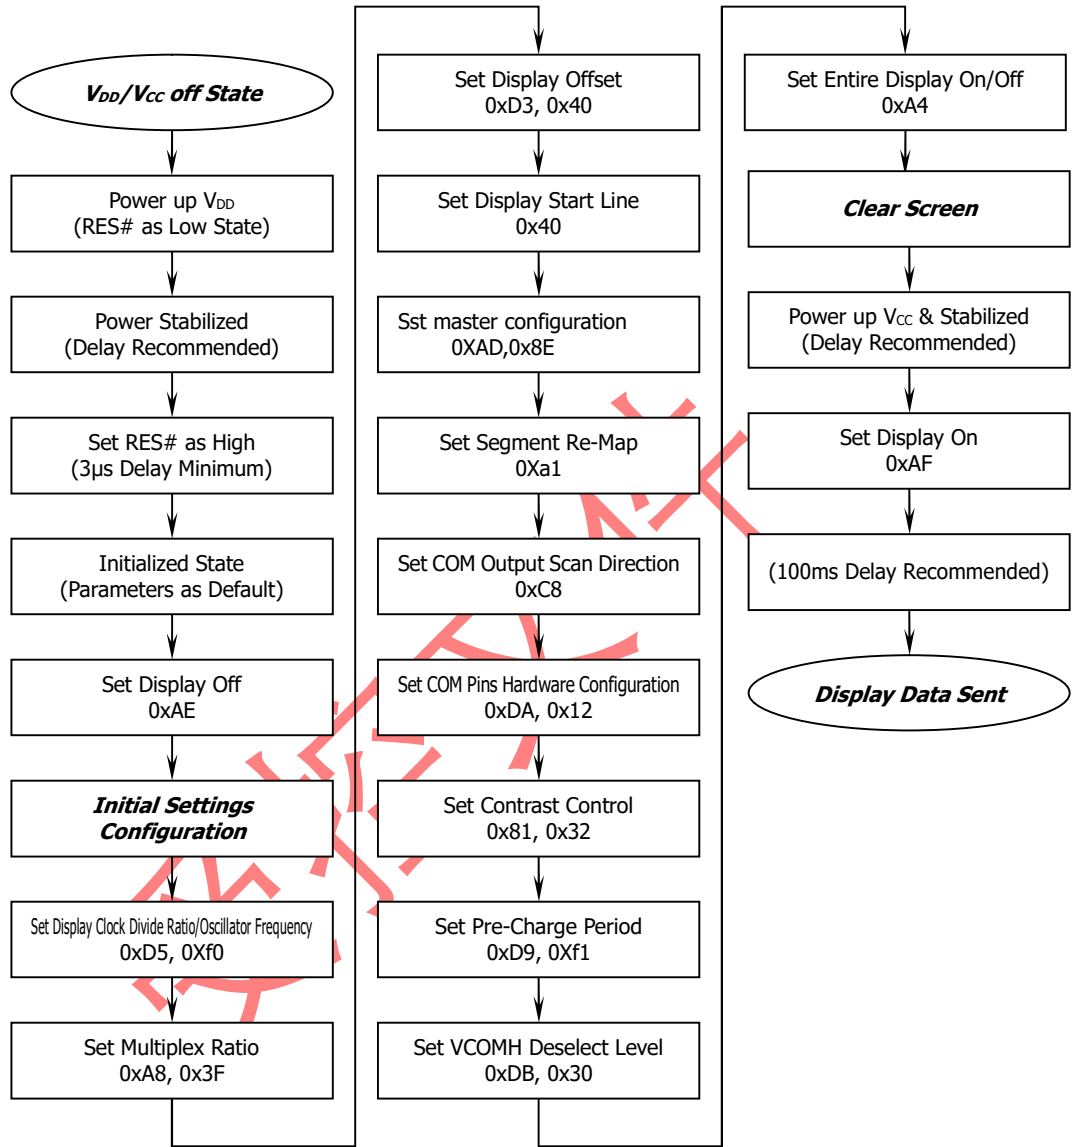 VDD/VCC off State
Power up VDD
(RES# as Low State)
Power Stabilized
(Delay Recommended)
Set RES# as High
(3μs Delay Minimum)
Initialized State
(Parameters as Default)
Set Display Off
0xAE
Initial Settings
Configuration
Set Display Clock Divide Ratio/Oscillator Frequency
0xD5, 0Xf0
Set Multiplex Ratio
0xA8, 0x3F
Set Display Offset
0xD3, 0x40
Set Display Start Line
0x40
Sst master configuration
0XAD,0x8E
Set Segment Re-Map
0Xa1
Set COM Output Scan Direction
0xC8
Set COM Pins Hardware Configuration
0xDA, 0x12
Set Contrast Control
0x81, 0x32
Set Pre-Charge Period
0xD9, 0Xf1
Set VCOMH Deselect Level
0xDB, 0x30
Set Entire Display On/Off
0xA4
Clear Screen
Power up VCC & Stabilized
(Delay Recommended)
Set Display On
0xAF
(100ms Delay Recommended)
Display Data Sent